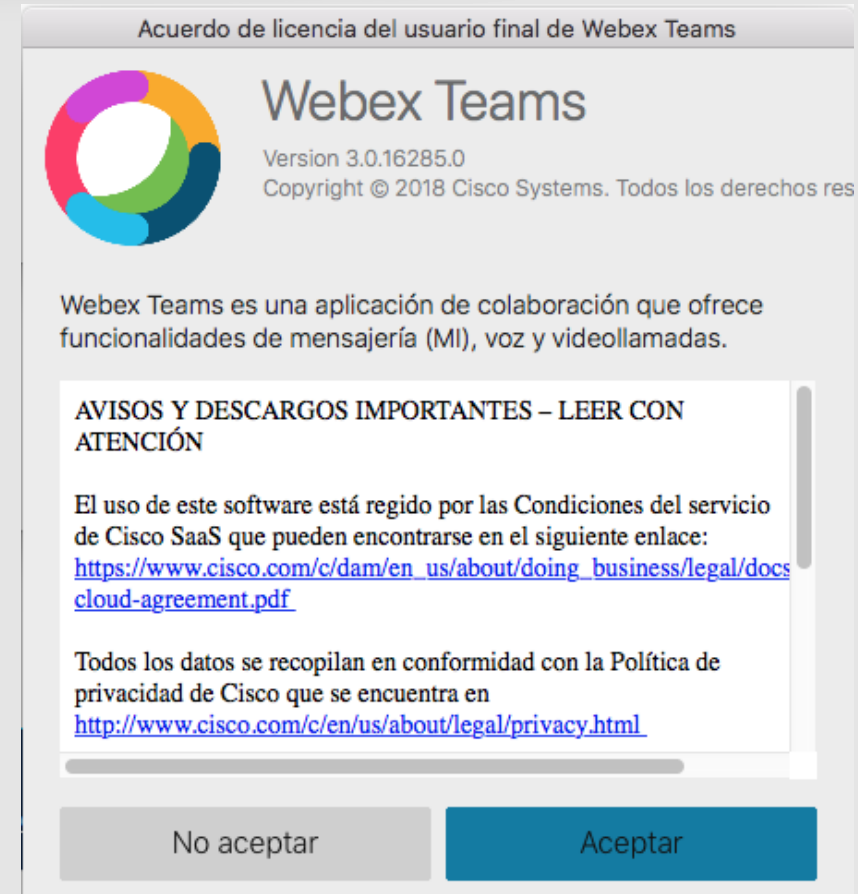 Acuerdo de licencia del usuario final de Webex Teams
Webex Teams
Version 3.0.16285.0
Copyright © 2018 Cisco Systems. Todos los derechos res
Webex Teams es una aplicación de colaboración que ofrece
funcionalidades de mensajería (MI), voz y videollamadas.
AVISOS Y DESCARGOS IMPORTANTES – LEER CON
ATENCIÓN
El uso de este software está regido por las Condiciones del servicio
de Cisco SaaS que pueden encontrarse en el siguiente enlace:
https://www.cisco.com/c/dam/en_us/about/doing_business/legal/docs
cloud-agreement.pdf
Todos los datos se recopilan en conformidad con la Política de
privacidad de Cisco que se encuentra en
http://www.cisco.com/c/en/us/about/legal/privacy.html
No aceptar
Aceptar